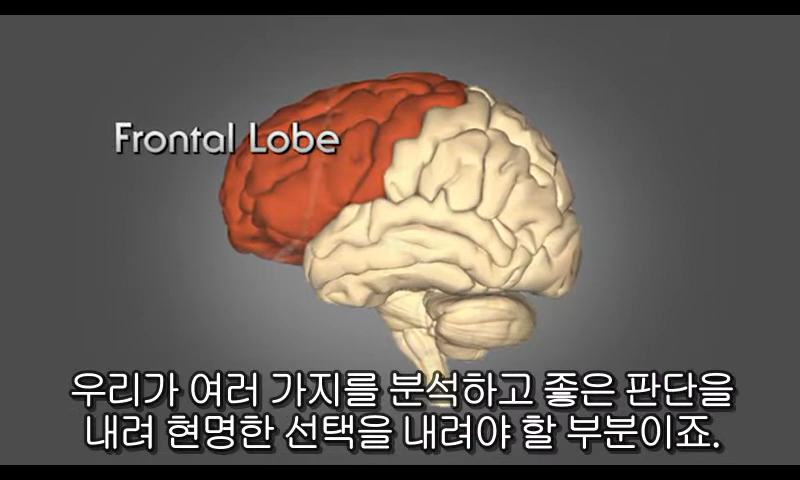 Frontal Lobe
우리가 여러 가지를 분석하고 좋은 판단을
내려 현명한 선택을 내려야 할 부분이죠.